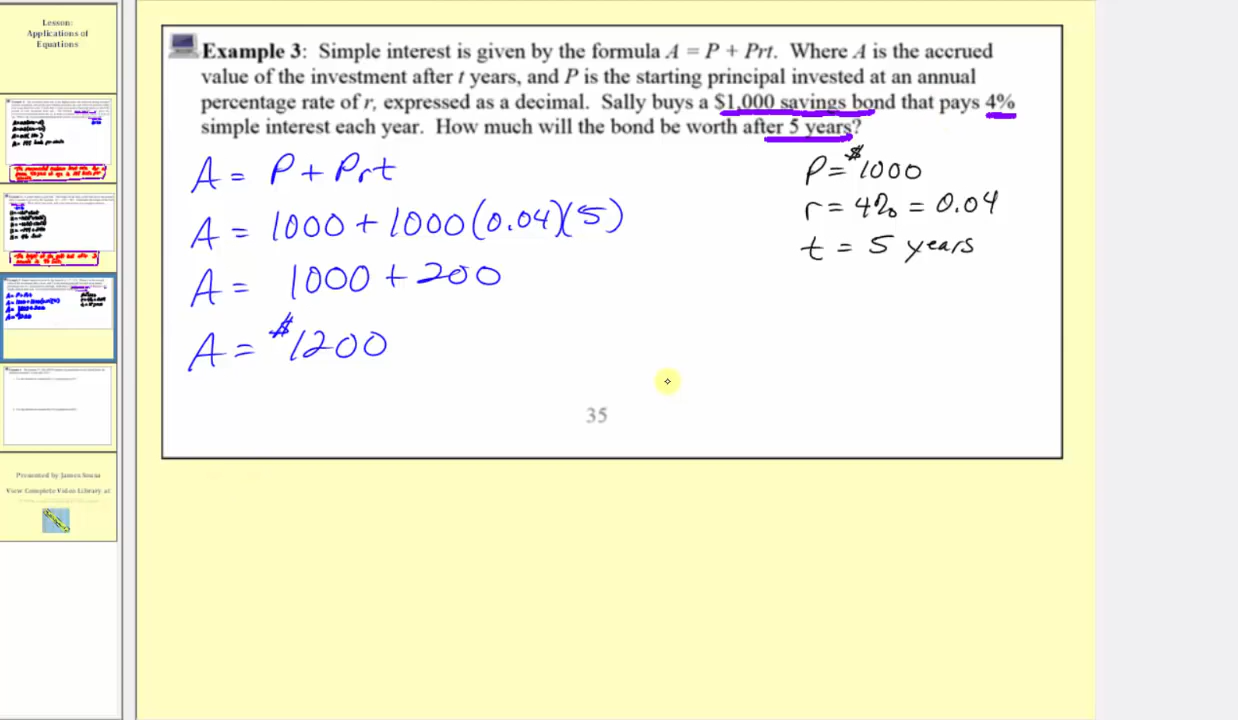 Lesson:
Applications of
Equations
Example 3: Simple interest is given by the formula A = P + Prt. Where A is the accrued
value of the investment after t years, and P is the starting principal invested at an annual
percentage rate of r, expressed as a decimal. Sally buys a $1,000 savings bond that pays 4%
simple interest each year. How much will the bond be worth after 5 years?
A = P + Prt
A = 1000 + 1000(0.04)(5)
A = 1000 + 200
A = $1200
P = $1000
r = 4% = 0.04
t = 5 years
35
Presented by James Sousa
View Complete Video Library at